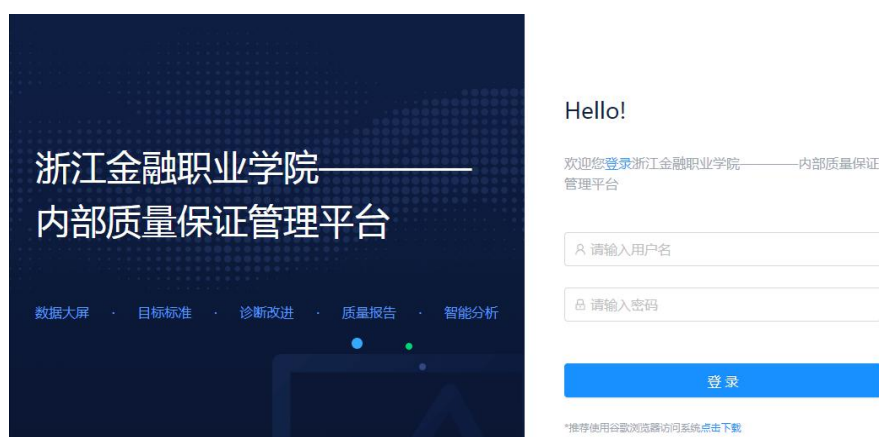 浙江金融职业学院————
内部质量保证管理平台
数据大屏 · 目标标准 · 诊断改进 · 质量报告 · 智能分析
Hello!
欢迎您登录浙江金融职业学院————内部质量保证
管理平台
请输入用户名
请输入密码
登 录
*推荐使用谷歌浏览器访问系统点击下载